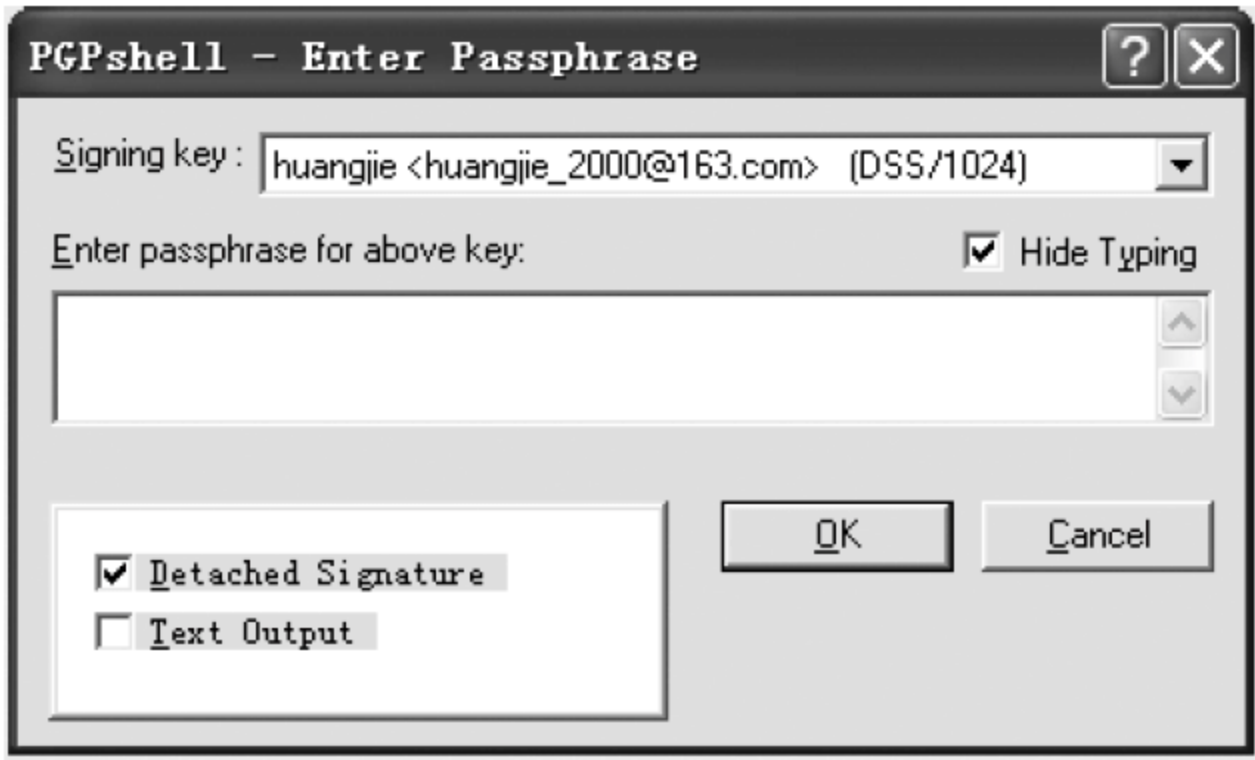 PGPshell - Enter Passphrase
Signing key : huangjie <huangjie_2000@163.com> (DSS/1024)
Enter passphrase for above key: Hide Typing
OK Cancel
Detached Signature
Text Output